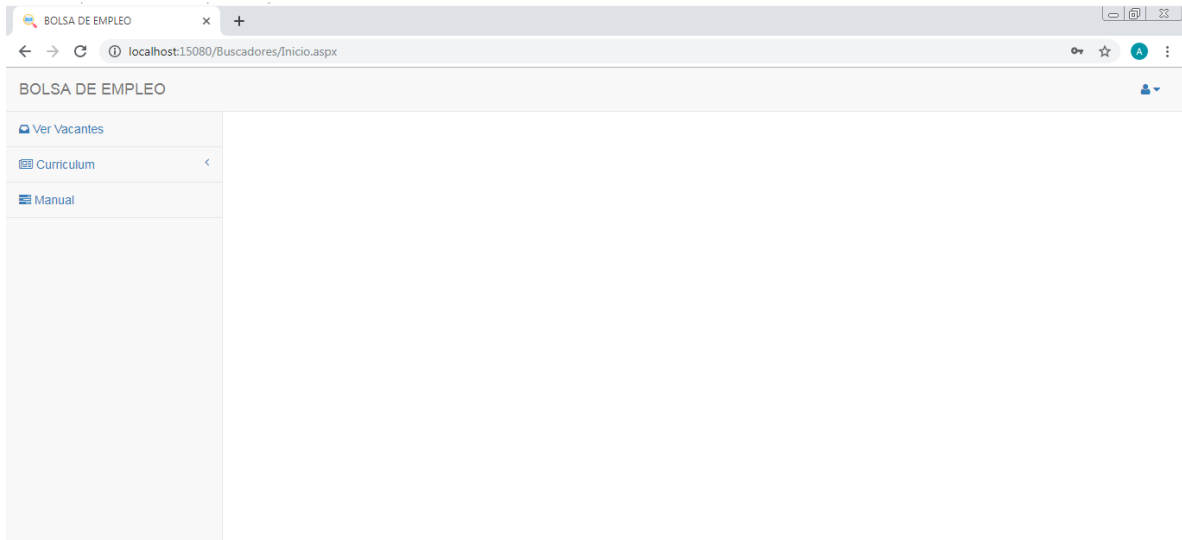 BOLSA DE EMPLEO
localhost:15080/Buscadores/Inicio.aspx
A
BOLSA DE EMPLEO
Ver Vacantes
Curriculum
Manual